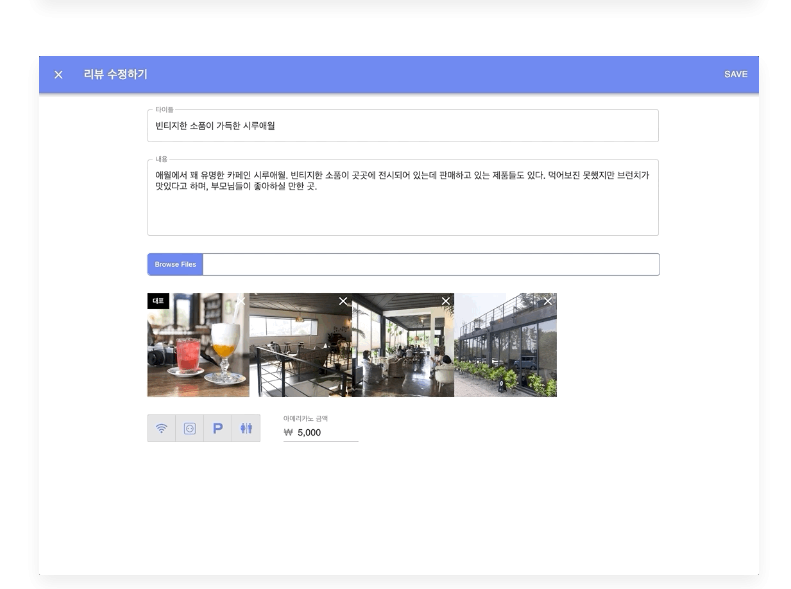 리뷰 수정하기
SAVE
타이틀
빈티지한 소품이 가득한 시루애월
내용
애월에서 꽤 유명한 카페인 시루애월. 빈티지한 소품이 곳곳에 전시되어 있는데 판매하고 있는 제품들도 있다. 먹어보진 못했지만 브런치가
맛있다고 하며, 부모님들이 좋아하실 만한 곳.
Browse Files
대표
P
아메리카노 금액
₩ 5,000